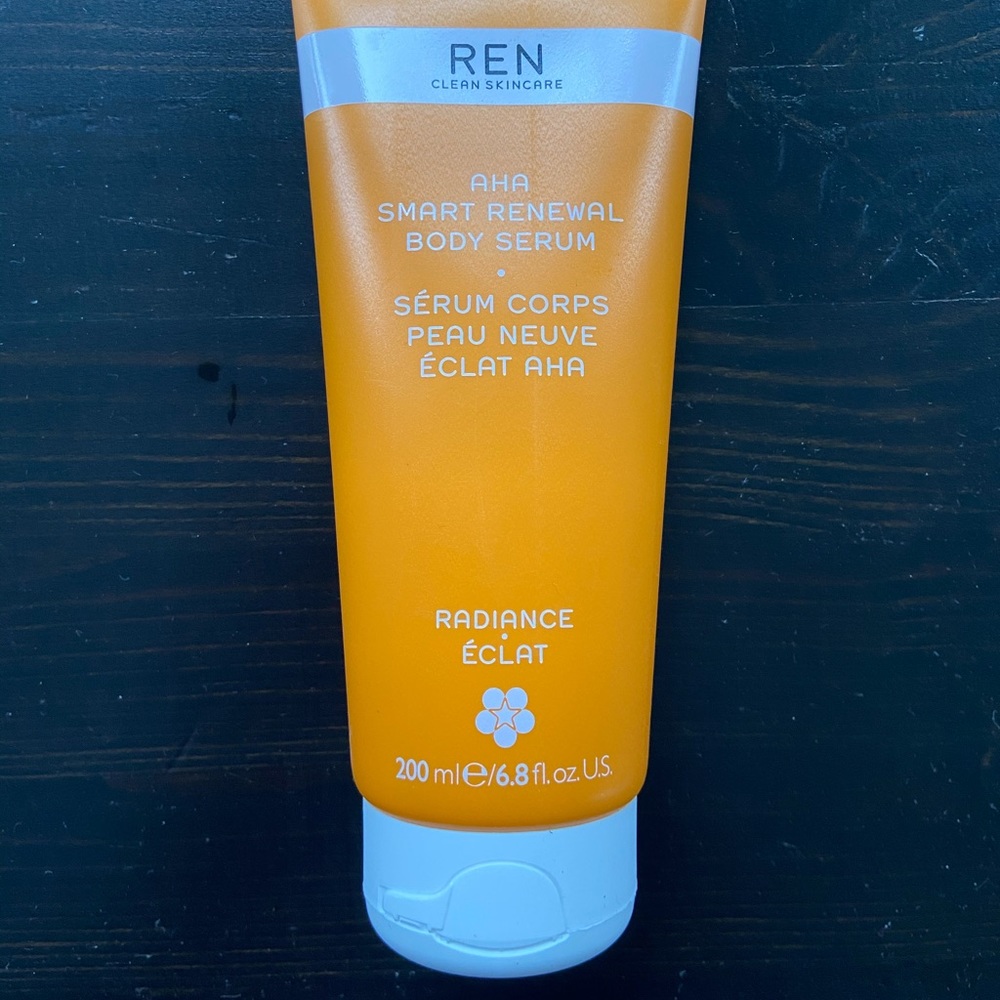 REN
CLEAN SKINCARE
AHA
SMART RENEWAL
BODY SERUM
•
SÉRUM CORPS
PEAU NEUVE
ÉCLAT AHA
RADIANCE
•
ÉCLAT
200 ml℮/6.8 fl. oz. U.S.